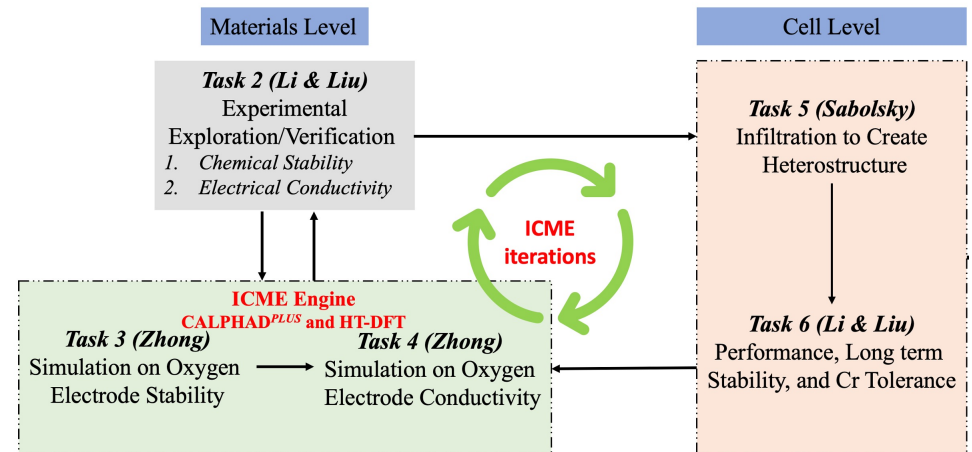 Materials Level
Task 2 (Li & Liu)
Experimental
Exploration/Verification
1. Chemical Stability
2. Electrical Conductivity
ICME
iterations
ICME Engine
CALPHADPLUS and HT-DFT
Task 3 (Zhong)
Simulation on Oxygen
Electrode Stability
Task 4 (Zhong)
Simulation on Oxygen
Electrode Conductivity
Cell Level
Task 5 (Sabolsky)
Infiltration to Create
Heterostructure
Task 6 (Li & Liu)
Performance, Long term
Stability, and Cr Tolerance